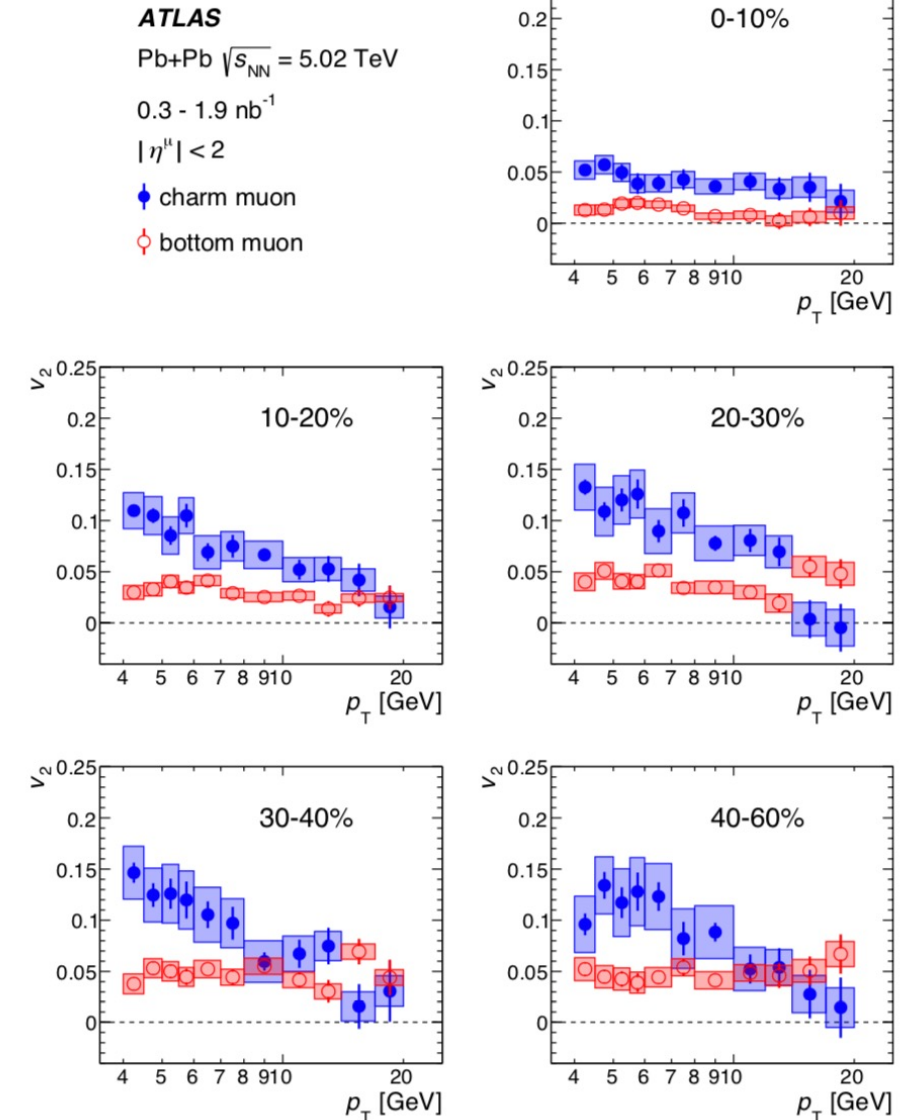 ATLAS
Pb+Pb √sNN = 5.02 TeV
0.3 - 1.9 nb-1
|ημ| < 2
charm muon
bottom muon
0-10%
0.2
0.15
0.1
0.05
0
4 5 6 7 8 910 20
pT [GeV]
v2
0.25
0.2
0.15
0.1
0.05
0
10-20%
4 5 6 7 8 910 20
pT [GeV]
v2
0.25
0.2
0.15
0.1
0.05
0
20-30%
4 5 6 7 8 910 20
pT [GeV]
v2
0.25
0.2
0.15
0.1
0.05
0
30-40%
4 5 6 7 8 910 20
pT [GeV]
v2
0.25
0.2
0.15
0.1
0.05
0
40-60%
4 5 6 7 8 910 20
pT [GeV]